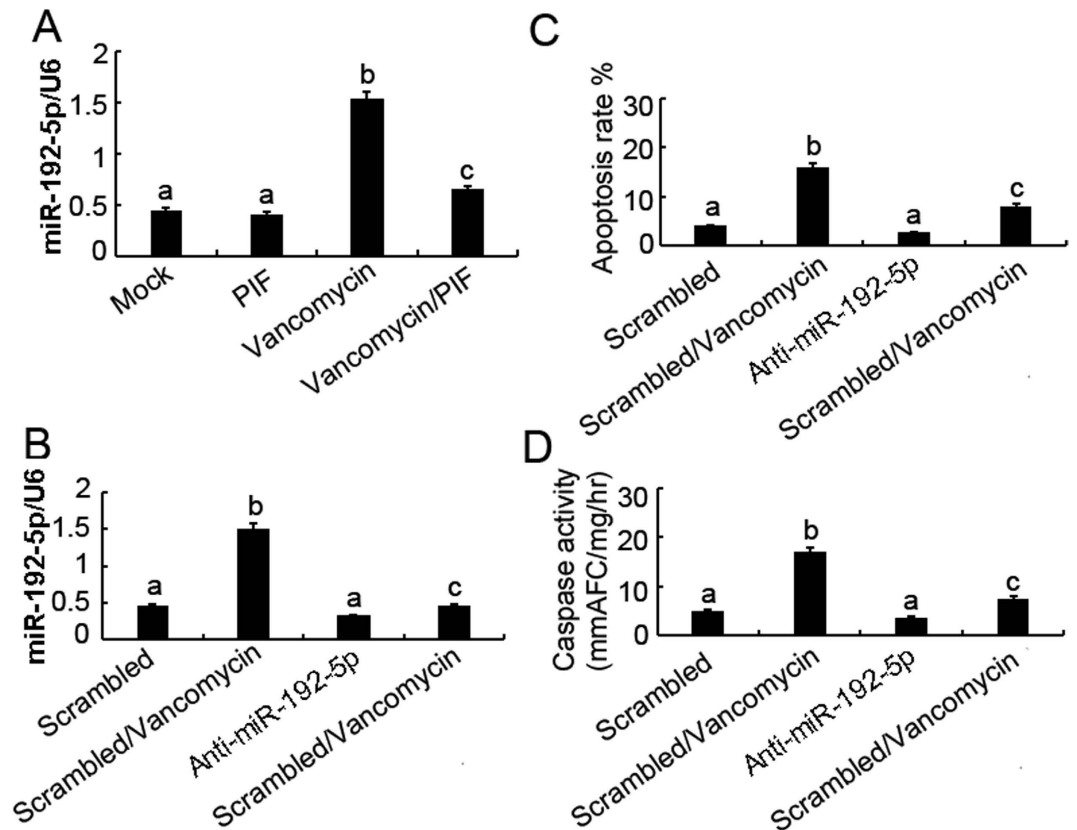 A
miR-192-5p/U6
2
1.5
1
0.5
0
a
a
b
c
Mock
PIF
Vancomycin
Vancomycin/PIF
B
miR-192-5p/U6
2
1.5
1
0.5
0
a
b
a
c
Scrambled
Scrambled/Vancomycin
Anti-miR-192-5p
Scrambled/Vancomycin
C
Apoptosis rate %
30
20
10
0
a
b
a
c
Scrambled
Scrambled/Vancomycin
Anti-miR-192-5p
Scrambled/Vancomycin
D
Caspase activity
(mmAFC/mg/hr)
30
20
10
0
a
b
a
c
Scrambled
Scrambled/Vancomycin
Anti-miR-192-5p
Scrambled/Vancomycin